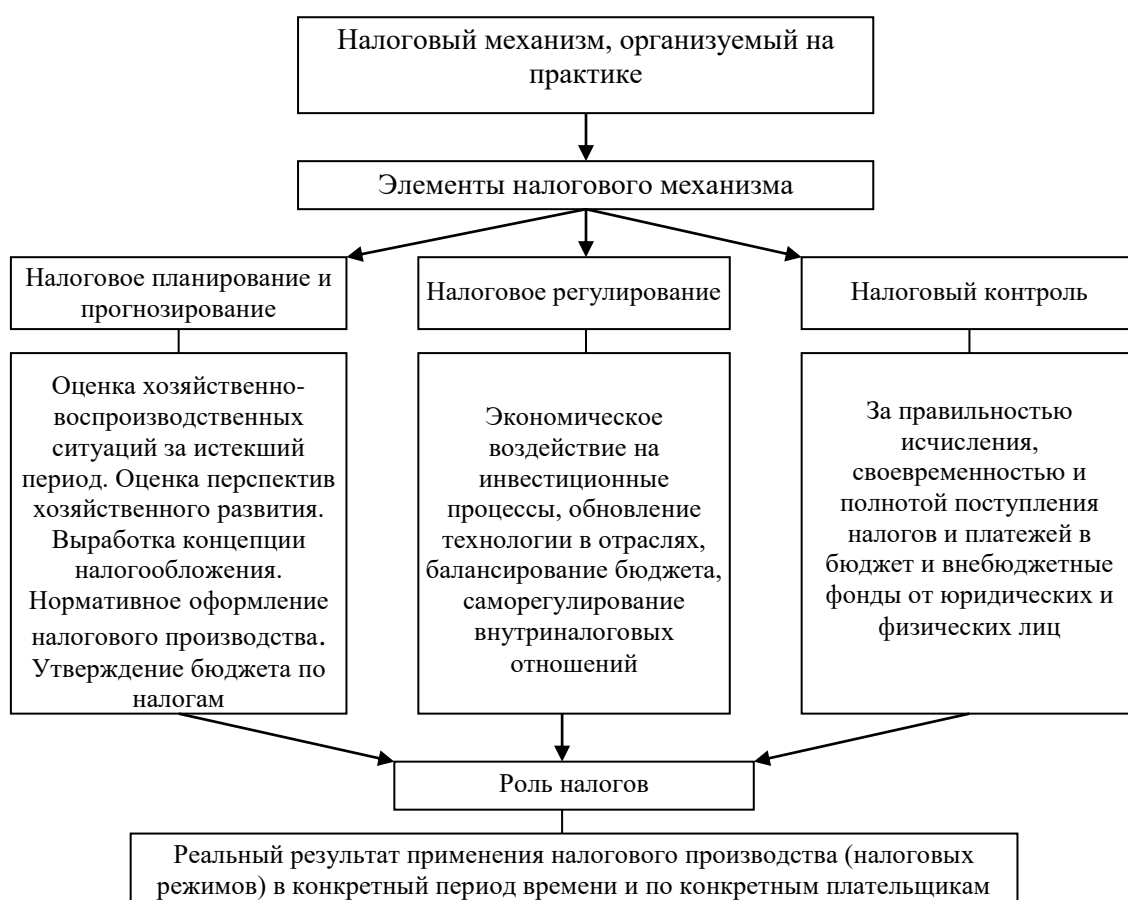 Налоговый механизм, организуемый на
практике
Элементы налогового механизма
Налоговое планирование и
прогнозирование
Налоговое регулирование
Налоговый контроль
Оценка хозяйственно-
воспроизводственных
ситуаций за истекший
период. Оценка перспектив
хозяйственного развития.
Выработка концепции
налогообложения.
Нормативное оформление
налогового производства.
Утверждение бюджета по
налогам
Экономическое
воздействие на
инвестиционные
процессы, обновление
технологии в отраслях,
балансирование бюджета,
саморегулирование
внутриналоговых
отношений
За правильностью
исчисления,
своевременностью и
полнотой поступления
налогов и платежей в
бюджет и внебюджетные
фонды от юридических и
физических лиц
Роль налогов
Реальный результат применения налогового производства (налоговых
режимов) в конкретный период времени и по конкретным плательщикам